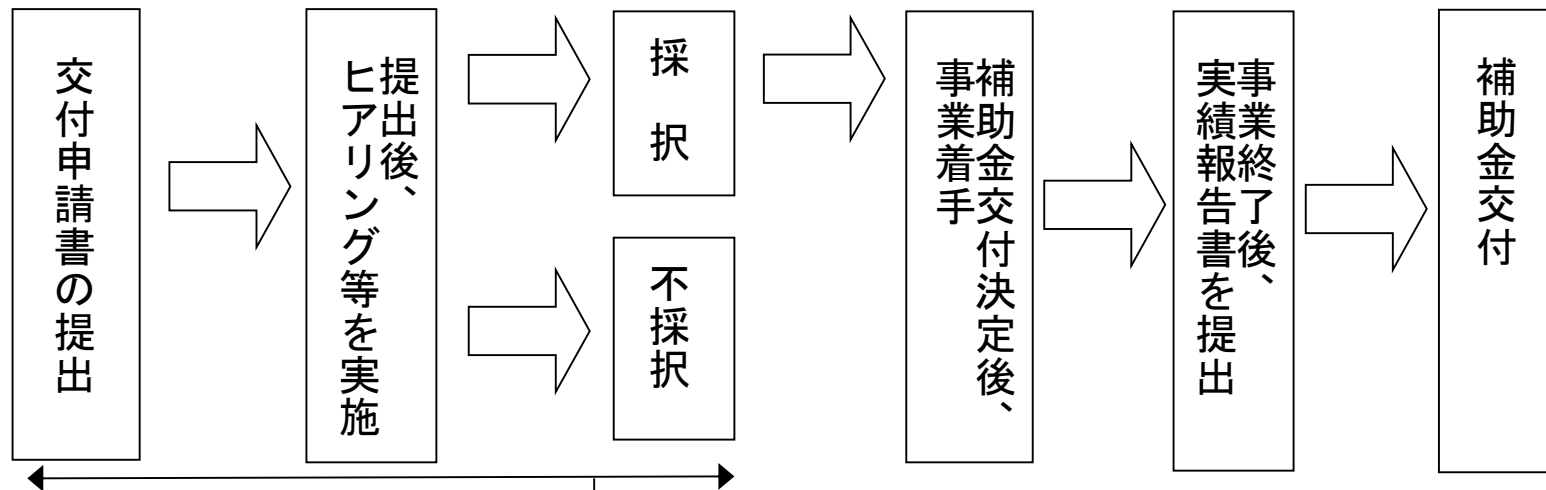 交付申請書の提出
提出後、
ヒアリング等を実施
採択
不採択
補助金交付決定後、
事業着手
事業終了後、
実績報告書を提出
補助金交付